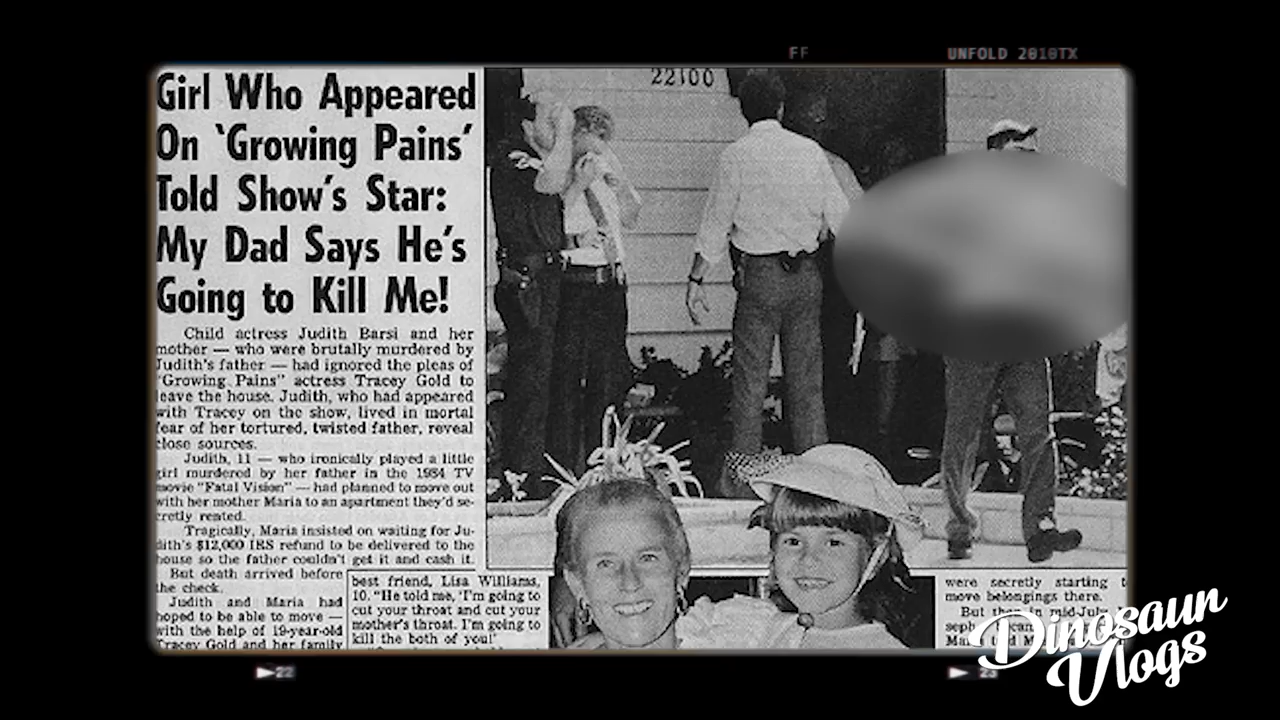 FF
UNFOLD 2010TX
Girl Who Appeared
On 'Growing Pains'
Told Show's Star:
My Dad Says He's
Going to Kill Me!
Child actress Judith Barsi and her
mother — who were brutally murdered by
Judith's father — had ignored the pleas of
"Growing Pains" actress Tracey Gold to
leave the house. Judith, who had appeared
with Tracey on the show, lived in mortal
fear of her tortured, twisted father, reveal
close sources.
Judith, 11 — who ironically played a little
girl murdered by her father in the 1984 TV
movie "Fatal Vision" — had planned to move out
with her mother Maria to an apartment they'd se-
cretly rented.
Tragically, Maria insisted on waiting for Ju-
dith's $12,000 IRS refund to be delivered to the
house so the father couldn't get it and cash it.
But death arrived before
the check.
Judith and Maria had
hoped to be able to move —
with the help of 19-year-old
Tracey Gold and her family
best friend, Lisa Williams,
10. "He told me, 'I'm going to
cut your throat and cut your
mother's throat. I'm going to
kill the both of you!'
22100
were secretly starting
move belongings there.
But in mid-July
22
Dinosaun
Vlogs